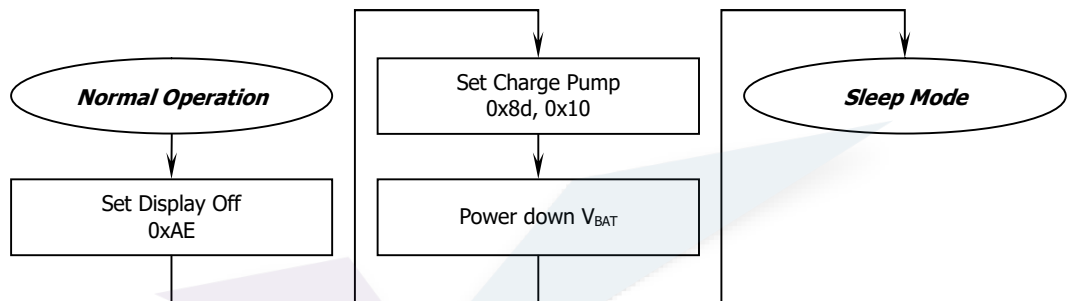 Normal Operation
Set Display Off
0xAE
Set Charge Pump
0x8d, 0x10
Power down VBAT
Sleep Mode